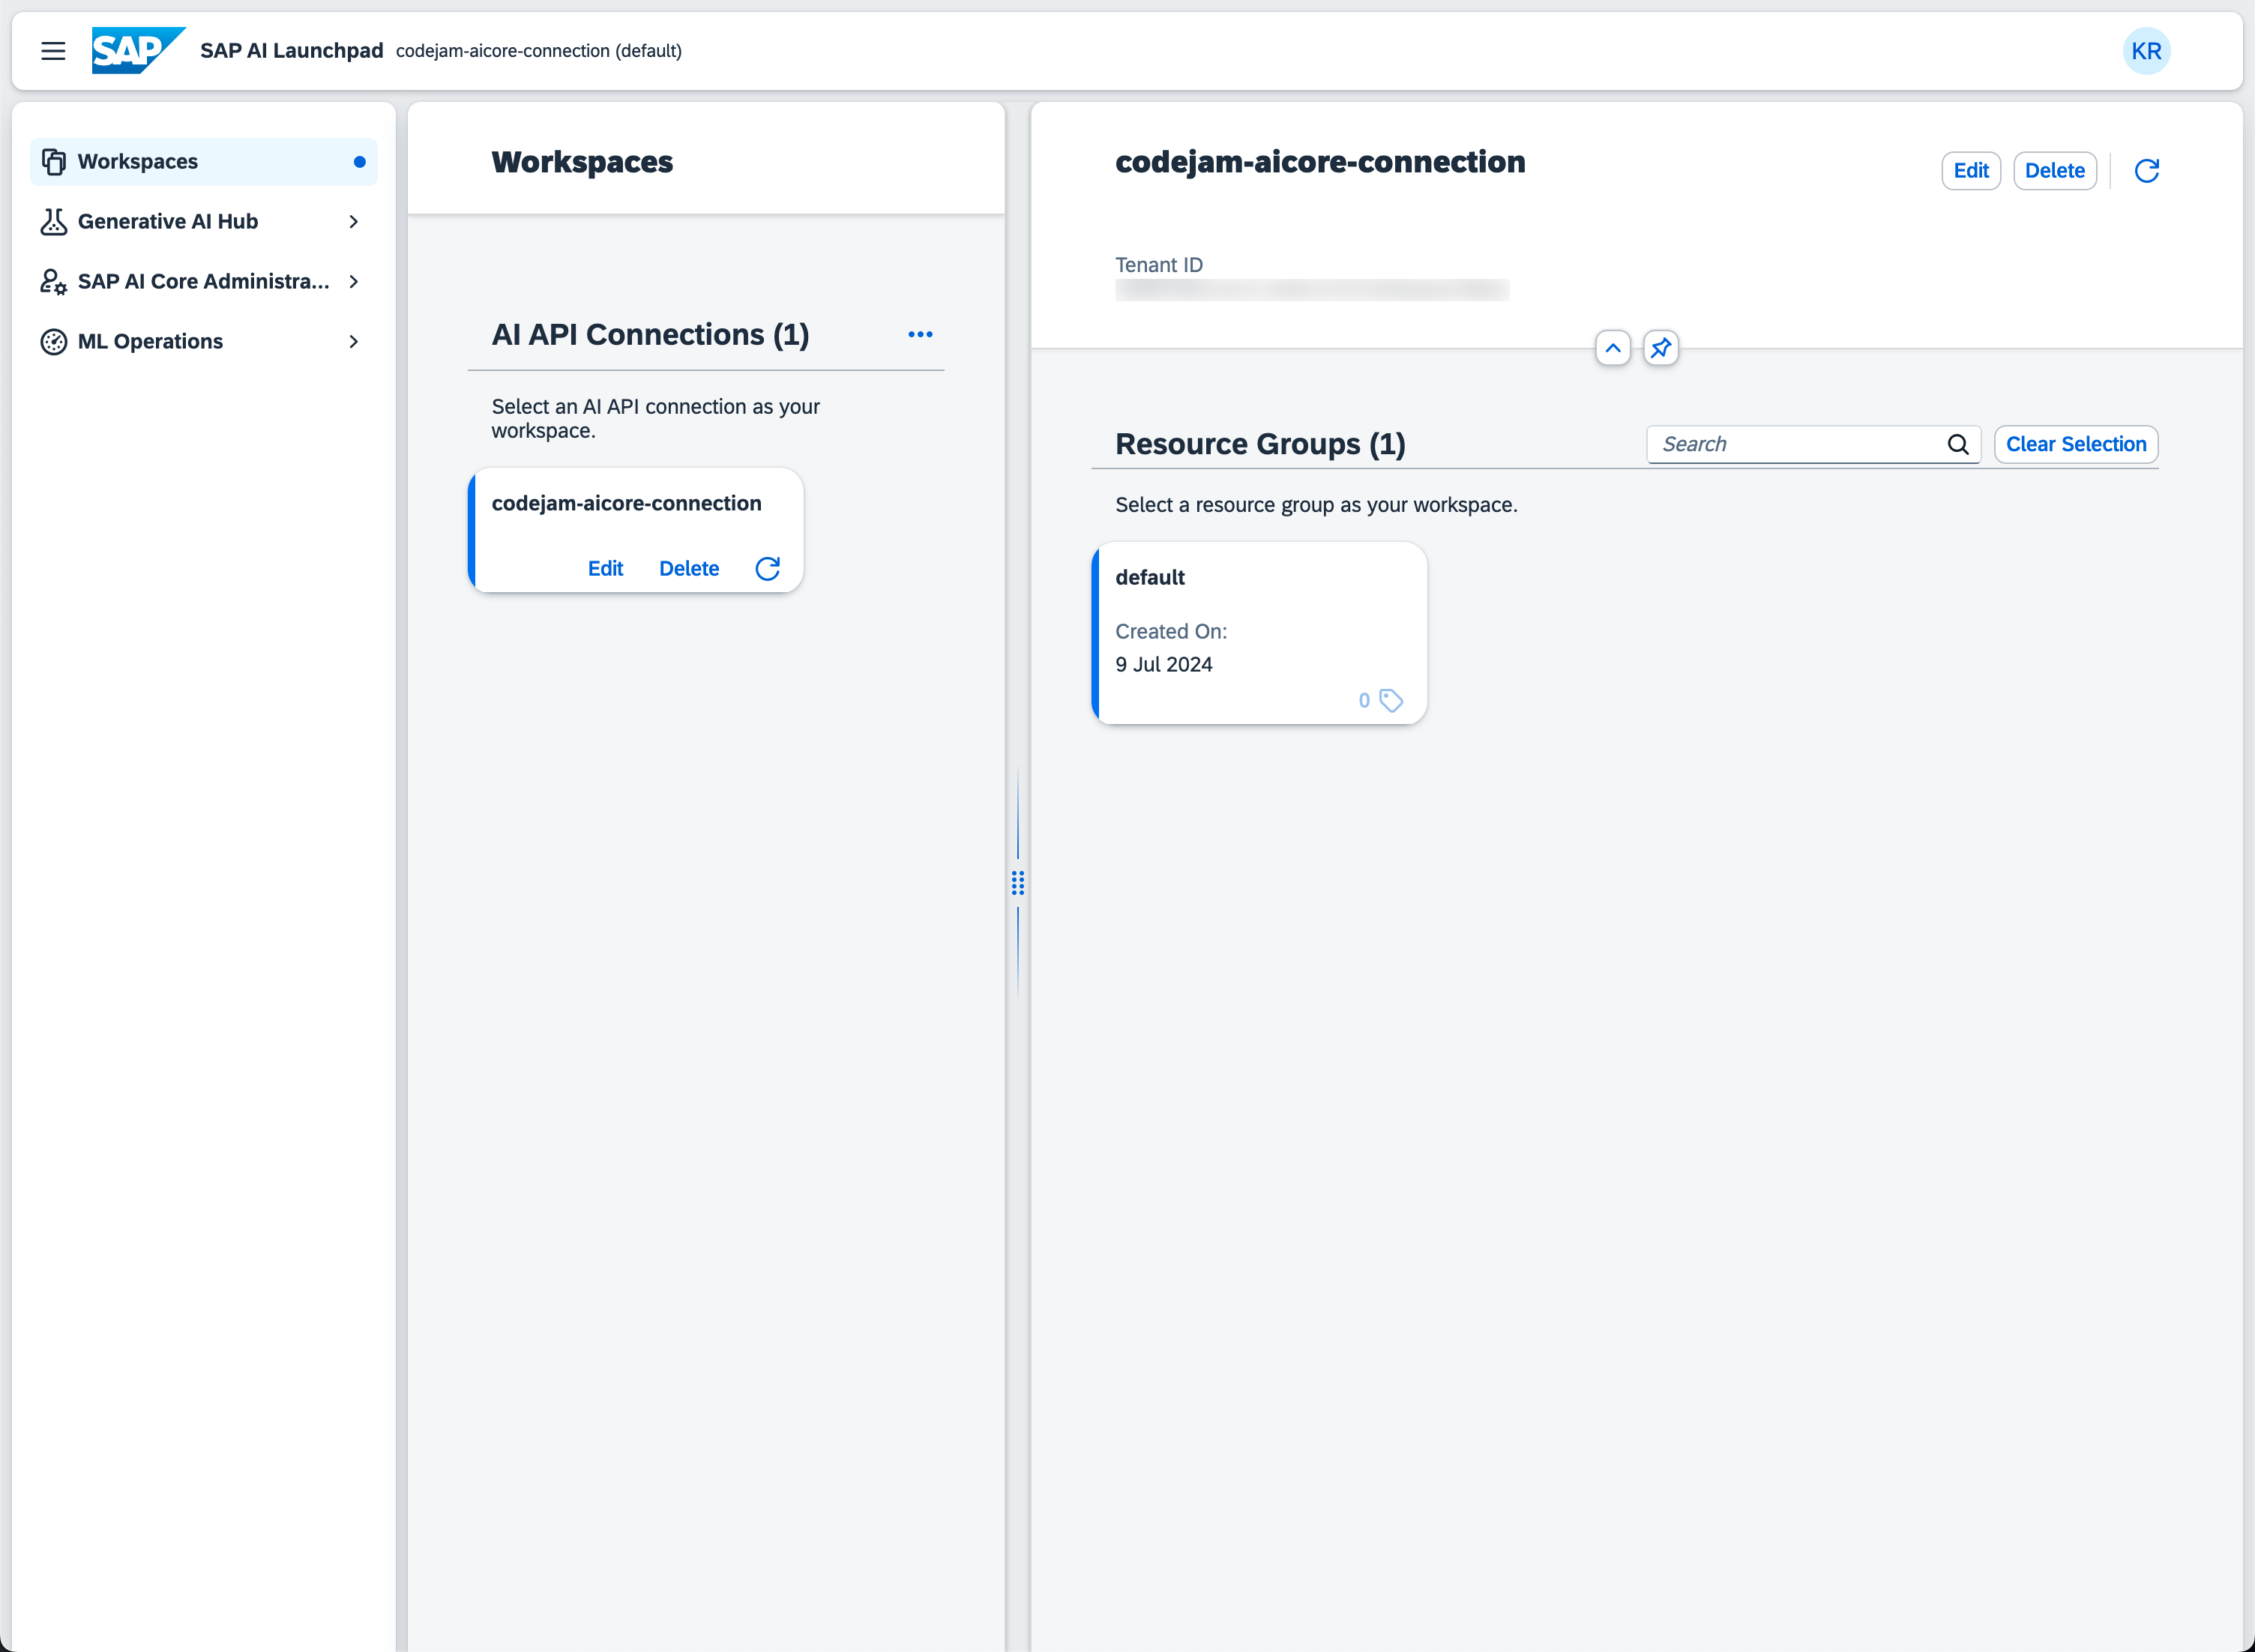 SAP SAP AI Launchpad codejam-aicore-connection (default) KR
Workspaces
Generative AI Hub
SAP AI Core Administra...
ML Operations
Workspaces
AI API Connections (1)
Select an AI API connection as your
workspace.
codejam-aicore-connection
Edit Delete
codejam-aicore-connection
Edit Delete
Tenant ID
Resource Groups (1)
Search
Clear Selection
Select a resource group as your workspace.
default
Created On:
9 Jul 2024
0